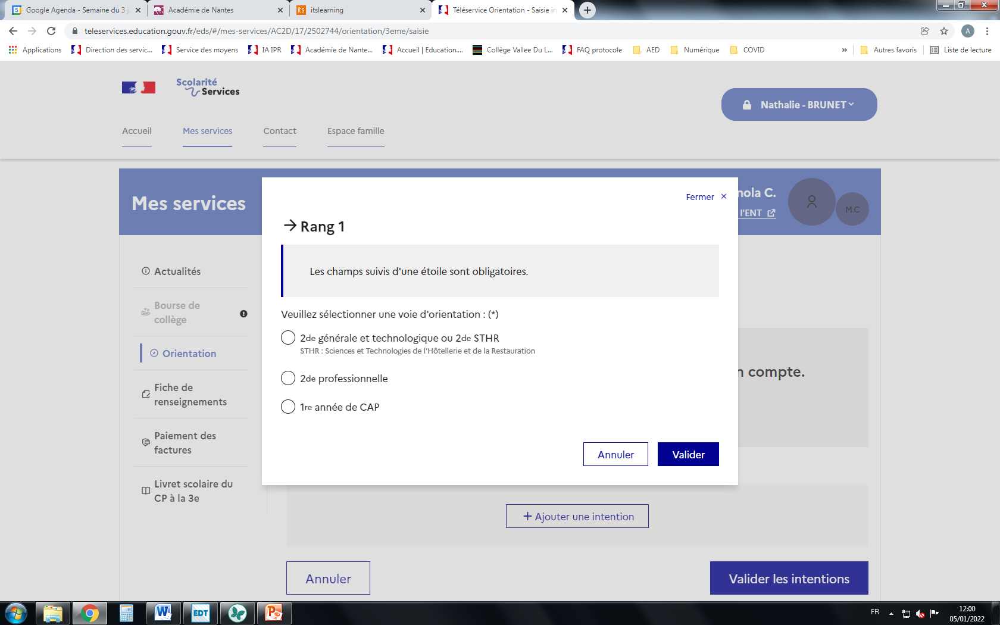 Google Agenda - Semaine du 3 j
Académie de Nantes
itslearning
Téléservice Orientation - Saisie in
teleservices.education.gouv.fr/eds/#/mes-services/AC2D/17/2502744/orientation/3eme/saisie
A
Applications
Direction des servic...
Service des moyens
IA IPR
Académie de Nante...
Accueil | Education....
Collège Vallee Du L...
FAQ protocole
AED
Numérique
COVID
»
Autres favoris
Liste de lecture
Scolarité
Services
Nathalie - BRUNET
Accueil
Mes services
Contact
Espace famille
Mes services
nola C.
l'ENT
M.C
Fermer ×
→ Rang 1
Les champs suivis d'une étoile sont obligatoires.
Veuillez sélectionner une voie d'orientation : (*)
2de générale et technologique ou 2de STHR
STHR : Sciences et Technologies de l'Hôtellerie et de la Restauration
2de professionnelle
1re année de CAP
Annuler
Valider
Actualités
Bourse de
collège
Orientation
Fiche de
renseignements
Paiement des
factures
Livret scolaire du
CP à la 3e
n compte.
+ Ajouter une intention
Annuler
Valider les intentions
W
EDT
P
FR
12:00
05/01/2022